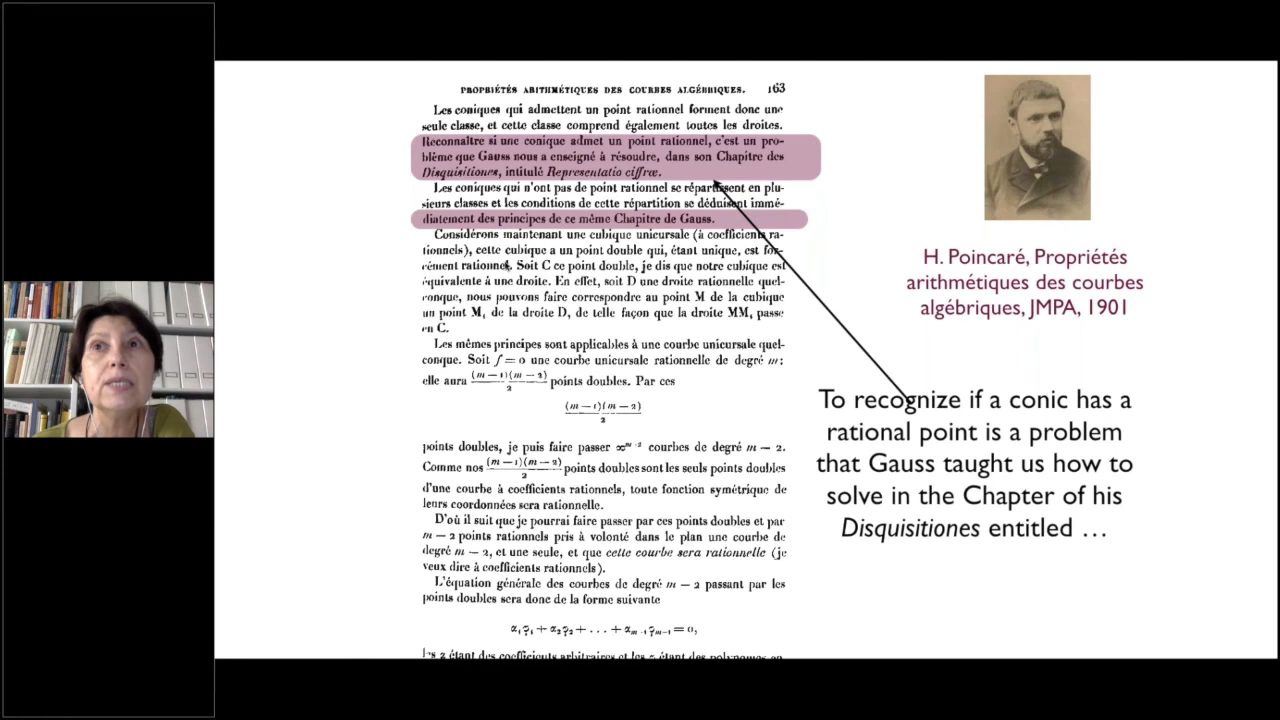 PROPRIÉTÉS ARITHMÉTIQUES DES COURBES ALGÉBRIQUES. 163
Les coniques qui admettent un point rationnel forment donc une
seule classe, et cette classe comprend également toutes les droites.
Reconnaître si une conique admet un point rationnel, c'est un pro-
blème que Gauss nous a enseigné à résoudre, dans son Chapitre des
Disquisitiones, intitulé Representatio ciffræ.
Les coniques qui n'ont pas de point rationnel se répartissent en plu-
sieurs classes et les conditions de cette répartition se déduisent immé-
diatement des principes de ce même Chapitre de Gauss.
Considérons maintenant une cubique unicursale (à coefficients ra-
tionnels), cette cubique a un point double qui, étant unique, est for-
cément rationnel. Soit C ce point double, je dis que notre cubique est
équivalente à une droite. En effet, soit D une droite rationnelle quel-
conque, nous pouvons faire correspondre au point M de la cubique
un point M₁ de la droite D, de telle façon que la droite MM₁ passe
en C.
Les mêmes principes sont applicables à une courbe unicursale quel-
conque. Soit f = 0 une courbe unicursale rationnelle de degré m;
elle aura (m — 1)(m — 2)/2 points doubles. Par ces
(m — 1)(m — 2)/2
points doubles, je puis faire passer ∞ᵐ⁻² courbes de degré m — 2.
Comme nos (m — 1)(m — 2)/2 points doubles sont les seuls points doubles
d'une courbe à coefficients rationnels, toute fonction symétrique de
leurs coordonnées sera rationnelle.
D'où il suit que je pourrai faire passer par ces points doubles et par
m — 2 points rationnels pris à volonté dans le plan une courbe de
degré m — 2, et une seule, et que cette courbe sera rationnelle (je
veux dire à coefficients rationnels).
L'équation générale des courbes de degré m — 2 passant par les
points doubles sera donc de la forme suivante
α₁φ₁ + α₂φ₂ + . . . + αₘ₋₁φₘ₋₁ = 0,
les α étant des coefficients arbitraires et les φ étant des polynomes en
H. Poincaré, Propriétés
arithmétiques des courbes
algébriques, JMPA, 1901
To recognize if a conic has a
rational point is a problem
that Gauss taught us how to
solve in the Chapter of his
Disquisitiones entitled …